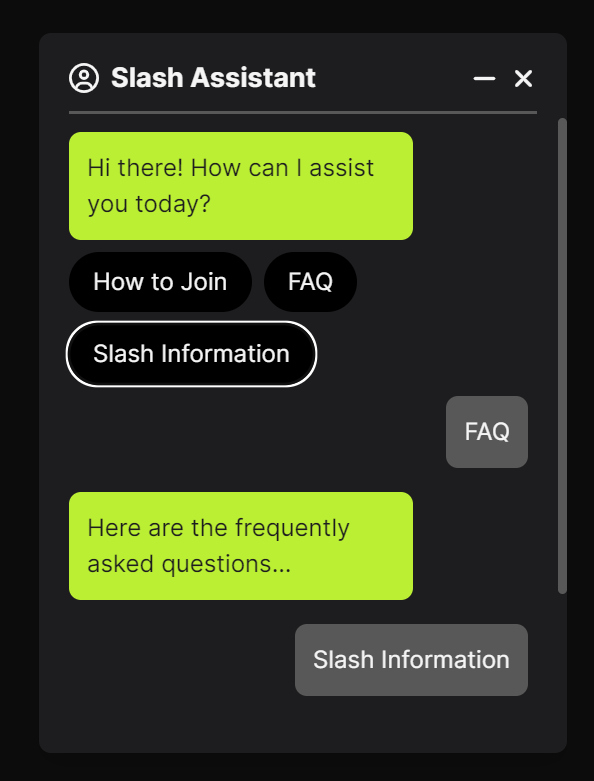 Slash Assistant
Hi there! How can I assist
you today?
How to Join
FAQ
Slash Information
FAQ
Here are the frequently
asked questions...
Slash Information